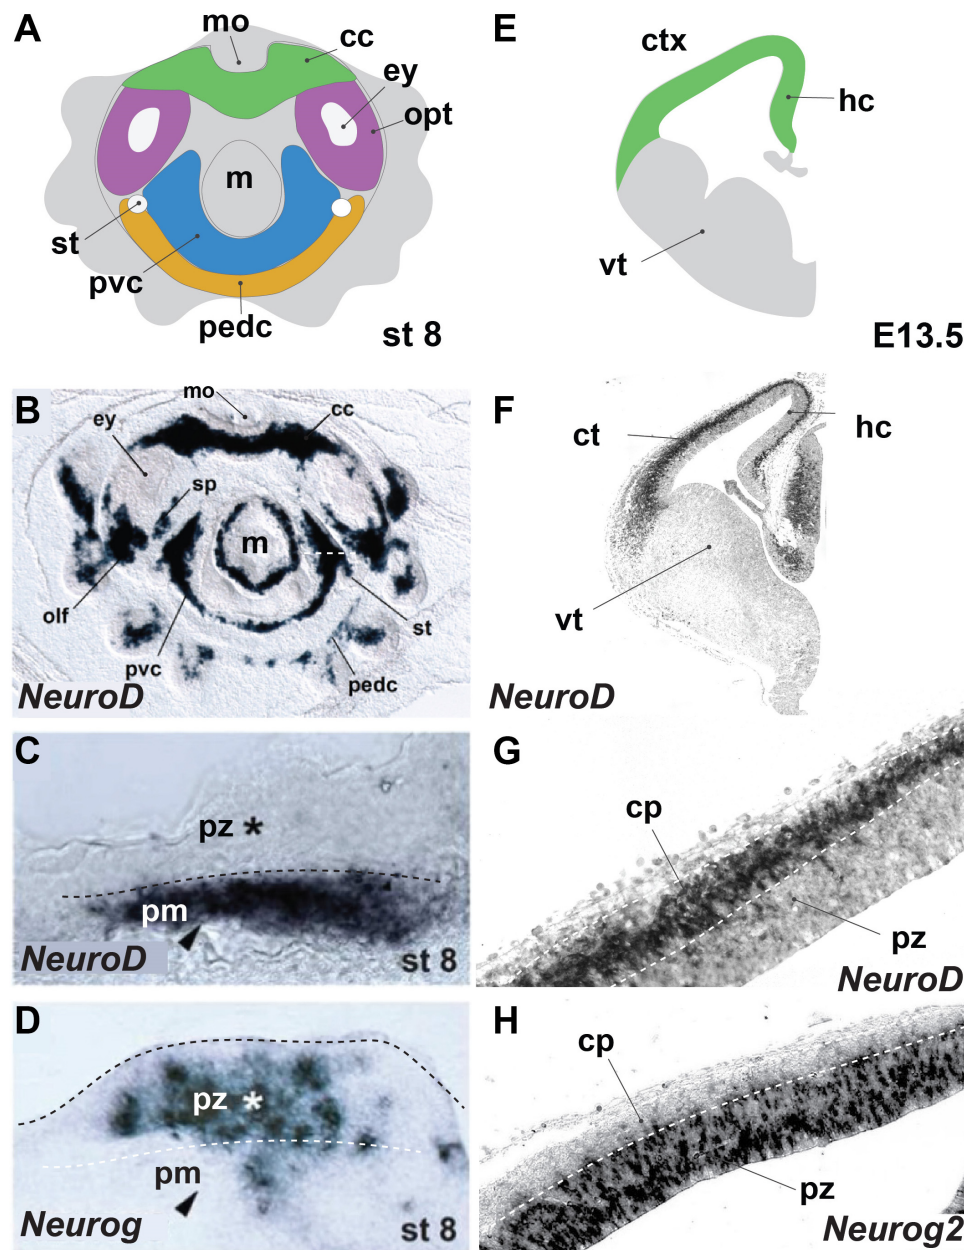 A
mo
cc
ey
opt
m
st
pvc
pedc
st 8
E
ctx
hc
vt
E13.5
B
mo
cc
ey
sp
m
olf
pvc
st
pedc
NeuroD
F
ct
hc
vt
NeuroD
C
pz *
pm
NeuroD
st 8
G
cp
pz
NeuroD
D
pz *
pm
Neurog
st 8
H
cp
pz
Neurog2